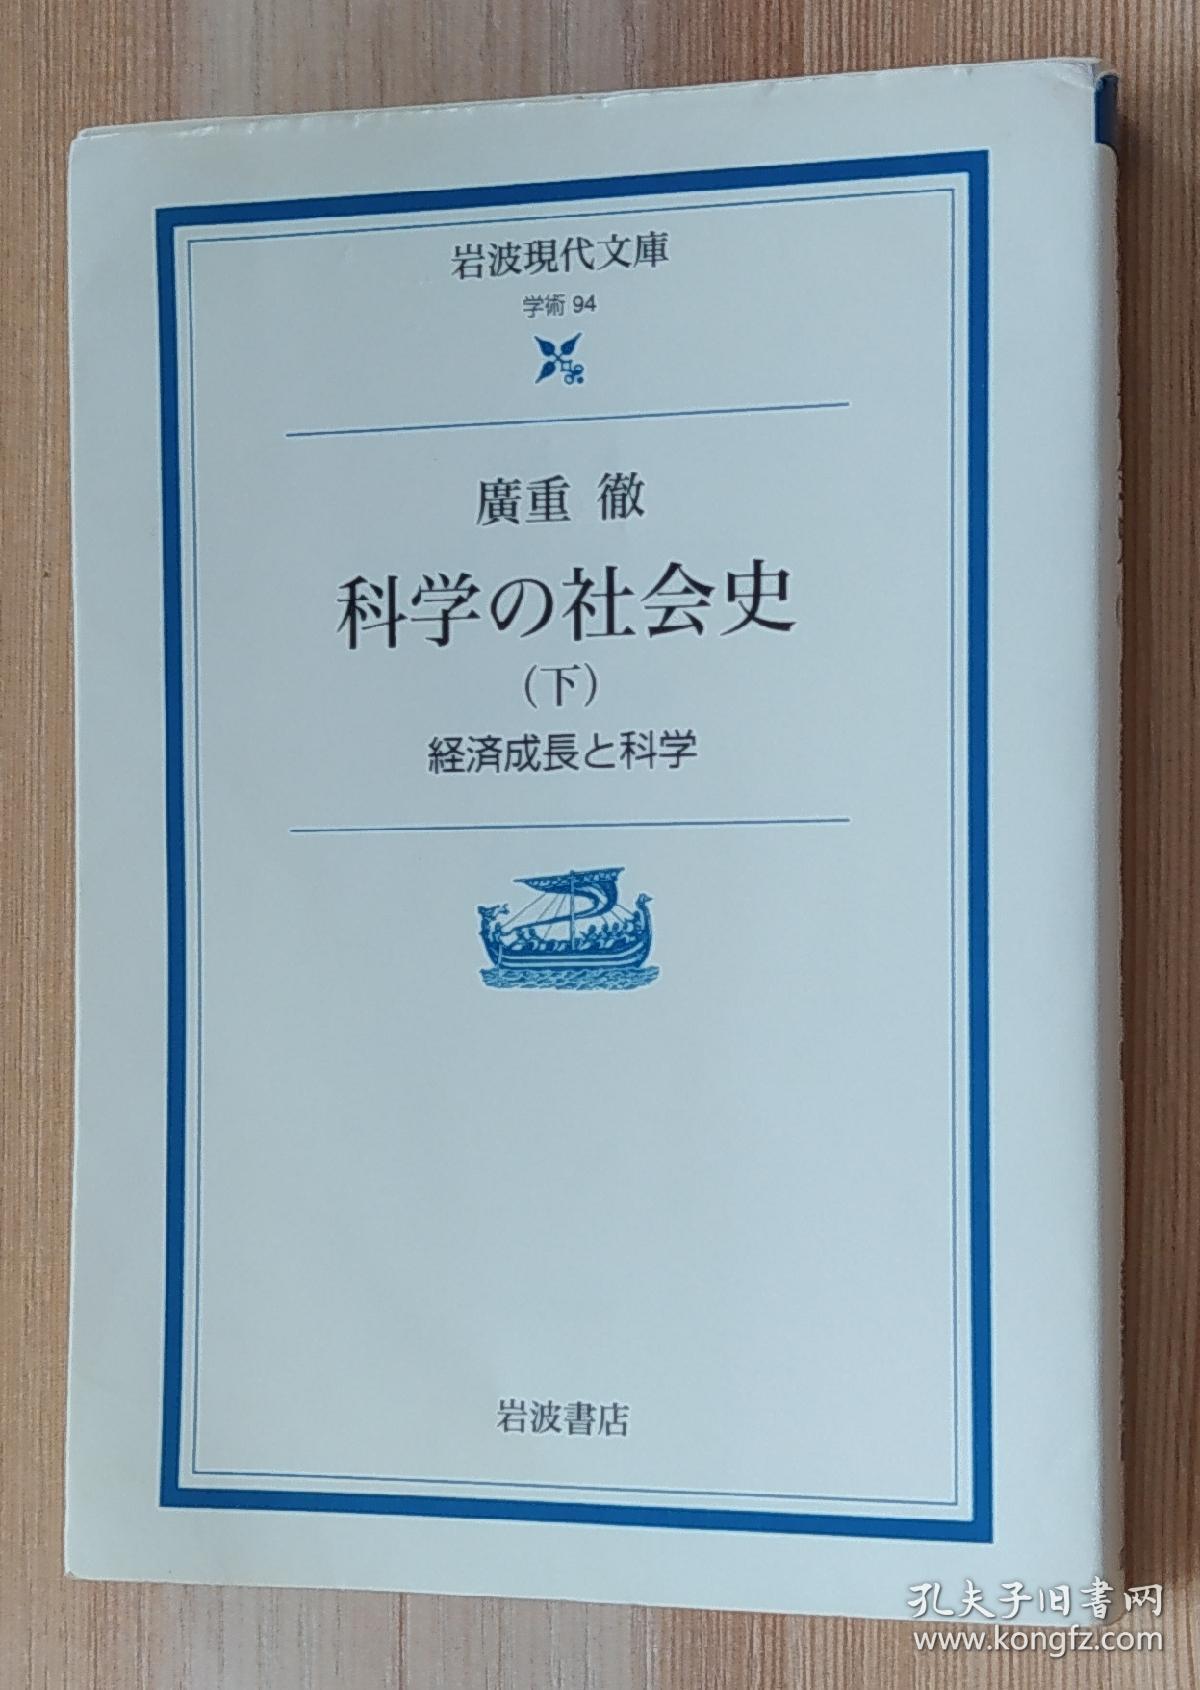 岩波現代文庫
学術 94
廣重 徹
科学の社会史
(下)
経済成長と科学
岩波書店
孔夫子旧书网
www.kongfz.com